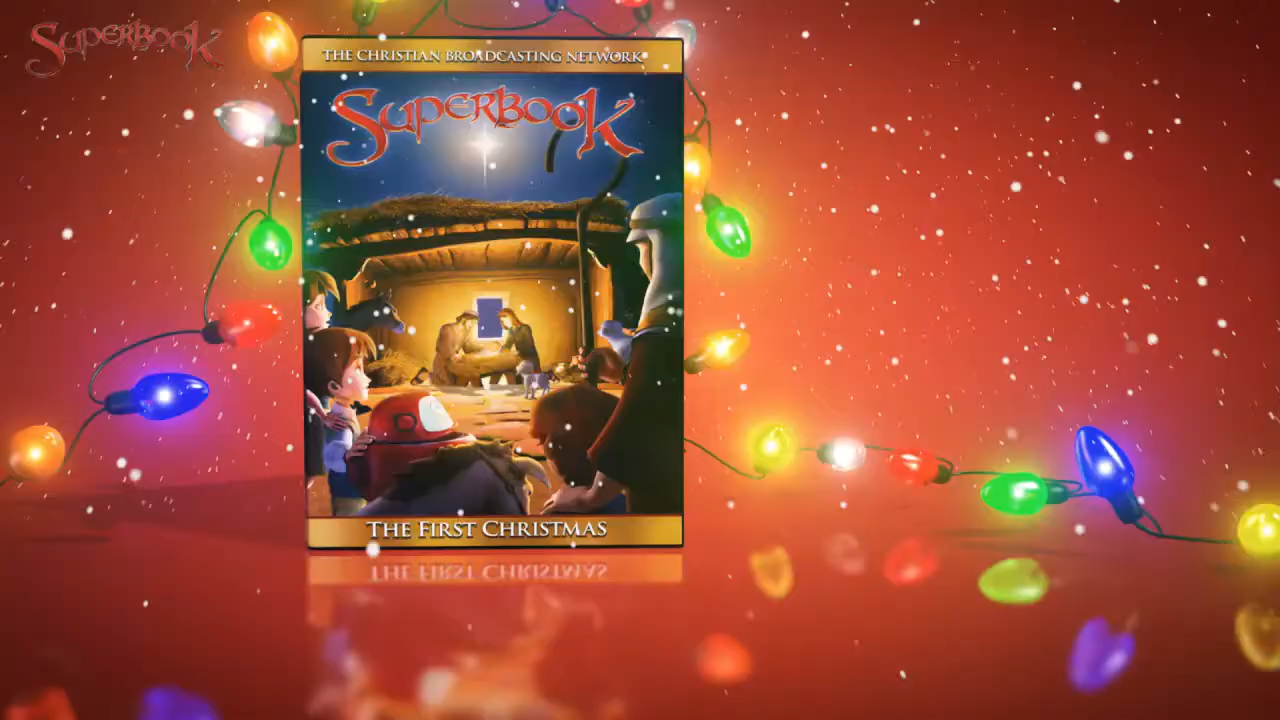 SUPERBOOK
THE CHRISTIAN BROADCASTING NETWORK
SUPERBOOK
THE FIRST CHRISTMAS
THE FIRST CHRISTMAS